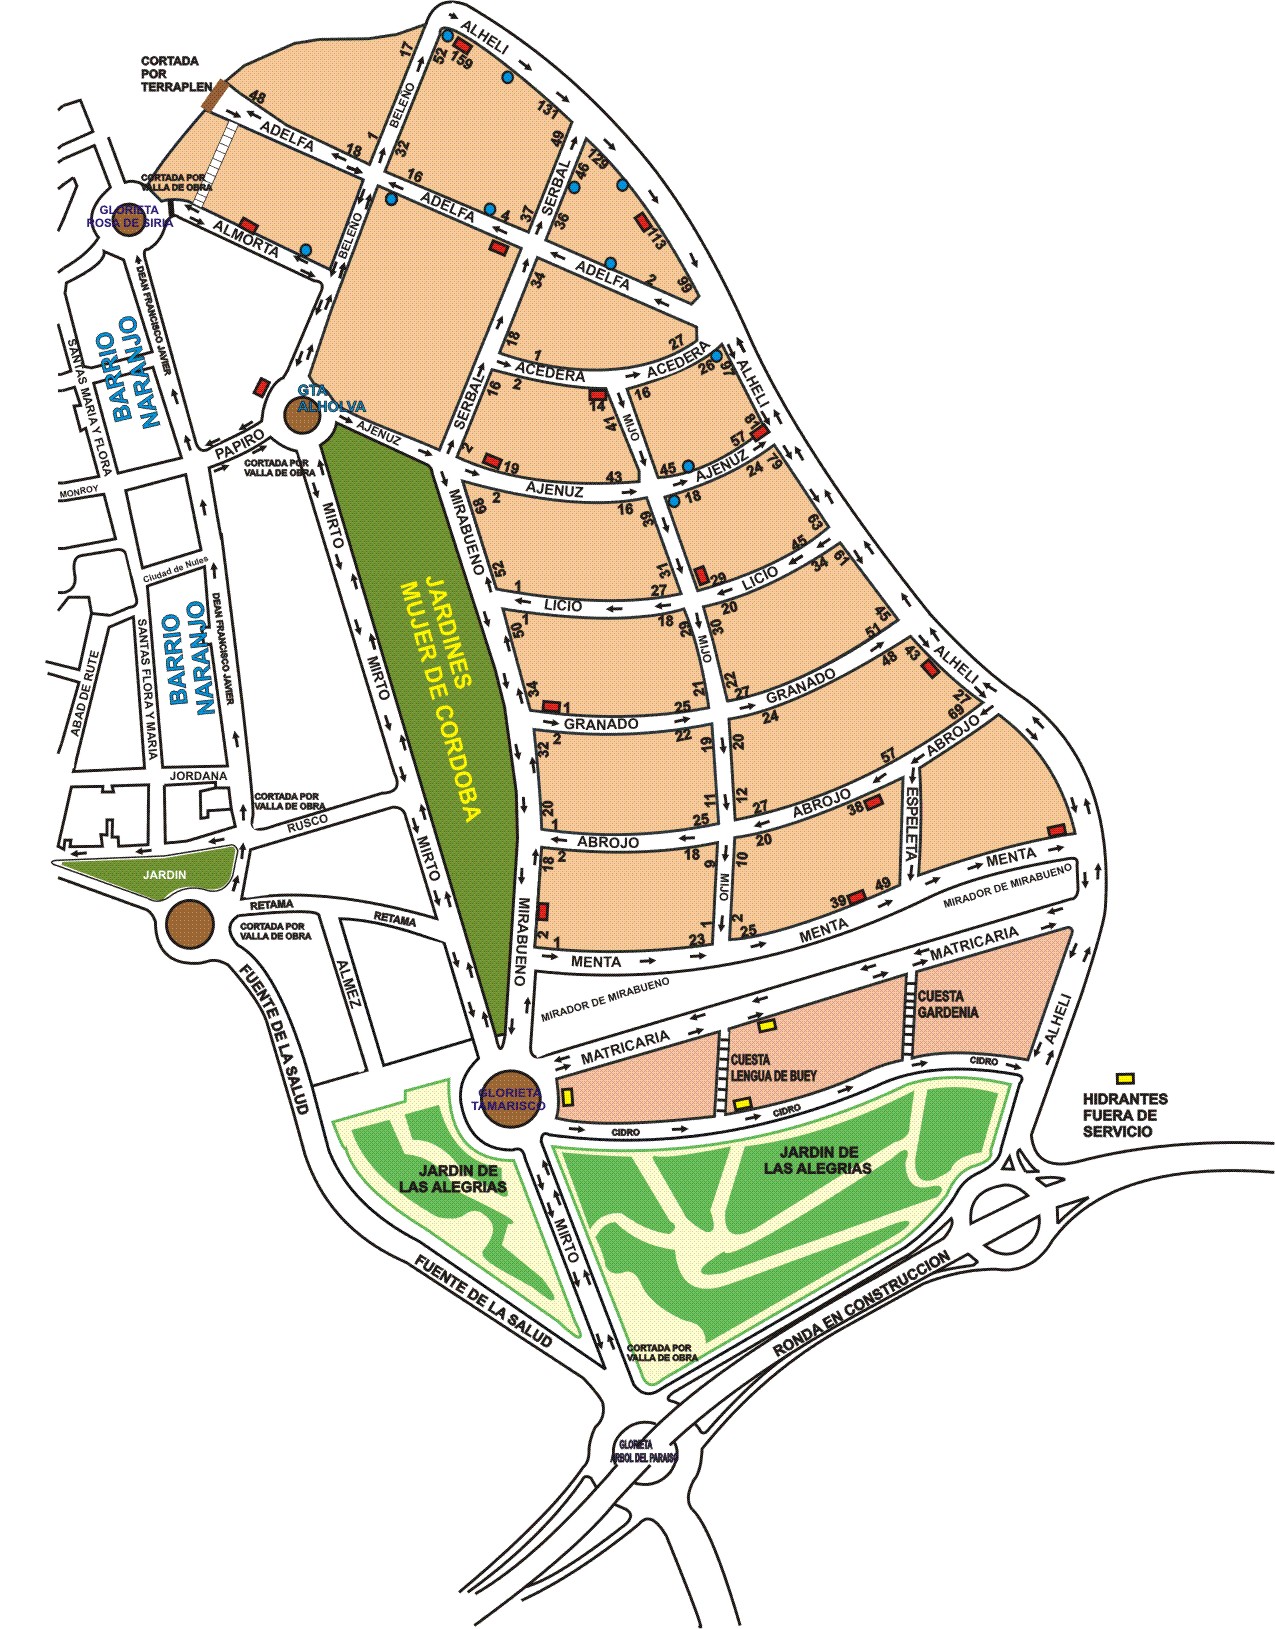 ALHELI
17
52
159
CORTADA
POR
TERRAPLEN
48
BELEÑO
131
ADELFA
1
18
32
49
129
46
16
SERBAL
CORTADA POR
VALLA DE OBRA
ADELFA
4
37
36
GLORIETA
ROSA DE SIRIA
ALMORTA
BELEÑO
113
ADELFA
2
99
34
DEAN FRANCISCO JAVIER
BARRIO
NARANJO
SANTAS MARIA Y FLORA
18
1
27
ACEDERA
ACEDERA
26
97
ALHELI
16
2
14
16
GTA.
ALHOLVA
SERBAL
41
MIJO
81
AJENUZ
PAPIRO
2
57
CORTADA POR
VALLA DE OBRA
19
43
45
AJENUZ
24
79
MONROY
MIRABUENO
68
2
AJENUZ
16
39
18
63
MIRTO
45
61
Ciudad de Nules
52
1
27
31
29
LICIO
34
LICIO
1
18
29
20
30
45
JARDINES
MUJER DE CORDOBA
BARRIO
NARANJO
DEAN FRANCISCO JAVIER
SANTAS FLORA Y MARIA
ABAD DE RUTE
50
MIJO
51
43
ALHELI
48
MIRTO
34
1
25
21
22
27
GRANADO
27
69
GRANADO
2
22
24
32
19
20
57
ABROJO
JORDANA
CORTADA POR
VALLA DE OBRA
RUSCO
20
1
25
11
12
27
ABROJO
38
ESPELETA
ABROJO
2
18
18
9
10
20
MIRTO
MENTA
JARDIN
MIJO
39
49
MIRADOR DE MIRABUENO
RETAMA
RETAMA
CORTADA POR
VALLA DE OBRA
MIRABUENO
2
1
23
1
2
25
MENTA
MENTA
MATRICARIA
ALMEZ
FUENTE DE LA SALUD
MIRADOR DE MIRABUENO
CUESTA
GARDENIA
ALHELI
MATRICARIA
CUESTA
LENGUA DE BUEY
CIDRO
GLORIETA
TAMARISCO
CIDRO
CIDRO
HIDRANTES
FUERA DE
SERVICIO
JARDIN DE
LAS ALEGRIAS
JARDIN DE
LAS ALEGRIAS
MIRTO
FUENTE DE LA SALUD
RONDA EN CONSTRUCCION
CORTADA POR
VALLA DE OBRA
GLORIETA
ARBOL DEL PARAISO